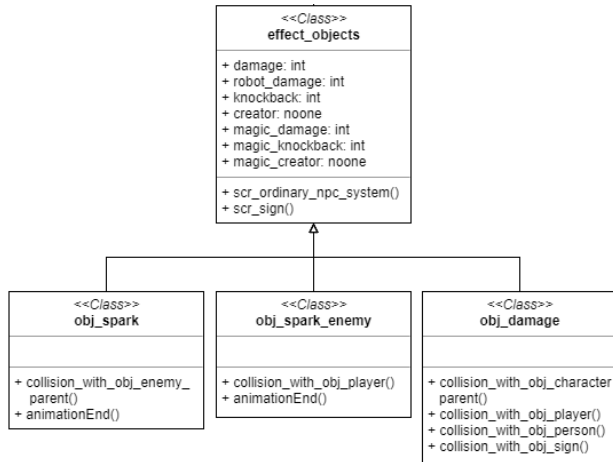 <<Class>>
effect_objects
+ damage: int
+ robot_damage: int
+ knockback: int
+ creator: noone
+ magic_damage: int
+ magic_knockback: int
+ magic_creator: noone
+ scr_ordinary_npc_system()
+ scr_sign()
<<Class>>
obj_spark
+ collision_with_obj_enemy_
parent()
+ animationEnd()
<<Class>>
obj_spark_enemy
+ collision_with_obj_player()
+ animationEnd()
<<Class>>
obj_damage
+ collision_with_obj_character
parent()
+ collision_with_obj_player()
+ collision_with_obj_person()
+ collision_with_obj_sign()